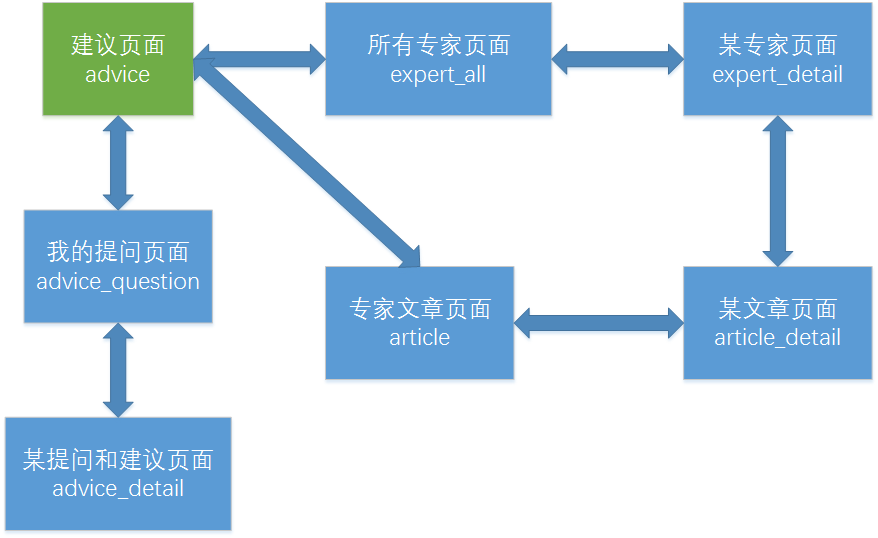 建议页面
advice
所有专家页面
expert_all
某专家页面
expert_detail
我的提问页面
advice_question
专家文章页面
article
某文章页面
article_detail
某提问和建议页面
advice_detail